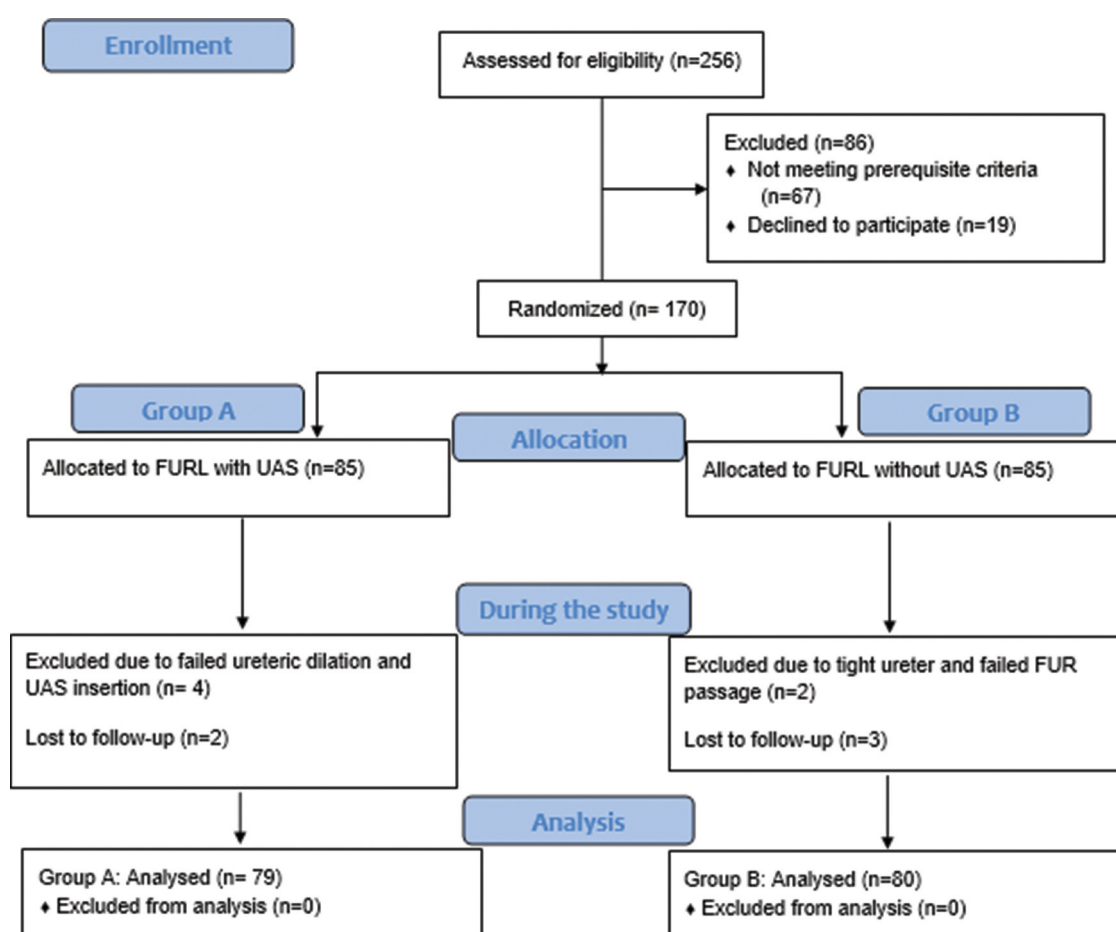 Enrollment
Assessed for eligibility (n=256)
Excluded (n=86)
♦ Not meeting prerequisite criteria
(n=67)
♦ Declined to participate (n=19)
Randomized (n= 170)
Group A
Group B
Allocation
Allocated to FURL with UAS (n=85)
Allocated to FURL without UAS (n=85)
During the study
Excluded due to failed ureteric dilation and
UAS insertion (n= 4)
Lost to follow-up (n=2)
Excluded due to tight ureter and failed FUR
passage (n=2)
Lost to follow-up (n=3)
Analysis
Group A: Analysed (n= 79)
♦ Excluded from analysis (n=0)
Group B: Analysed (n=80)
♦ Excluded from analysis (n=0)